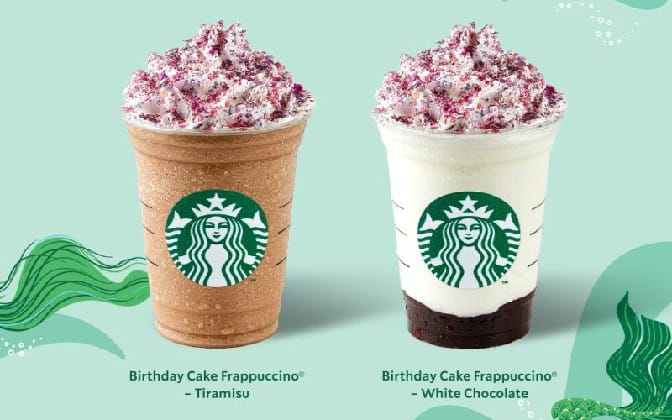 Birthday Cake Frappuccino®
– Tiramisu
Birthday Cake Frappuccino®
– White Chocolate